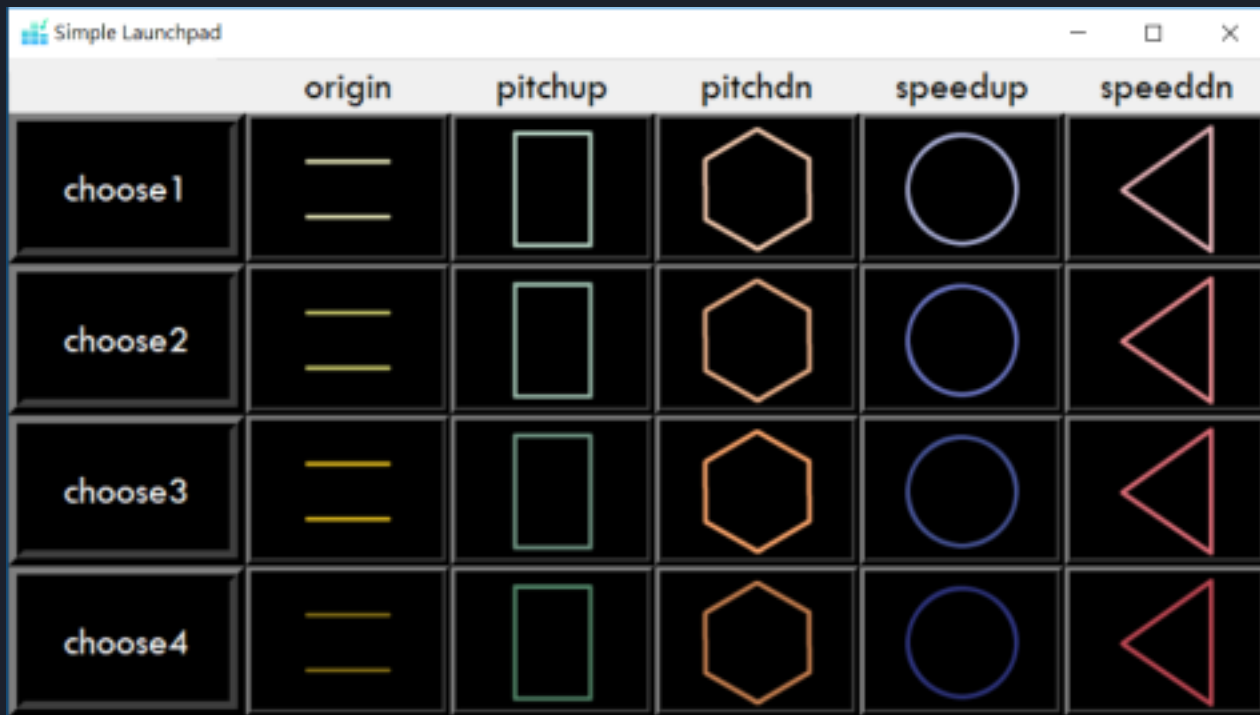 Simple Launchpad
origin pitchup pitchdn speedup speeddn
choose1
choose2
choose3
choose4